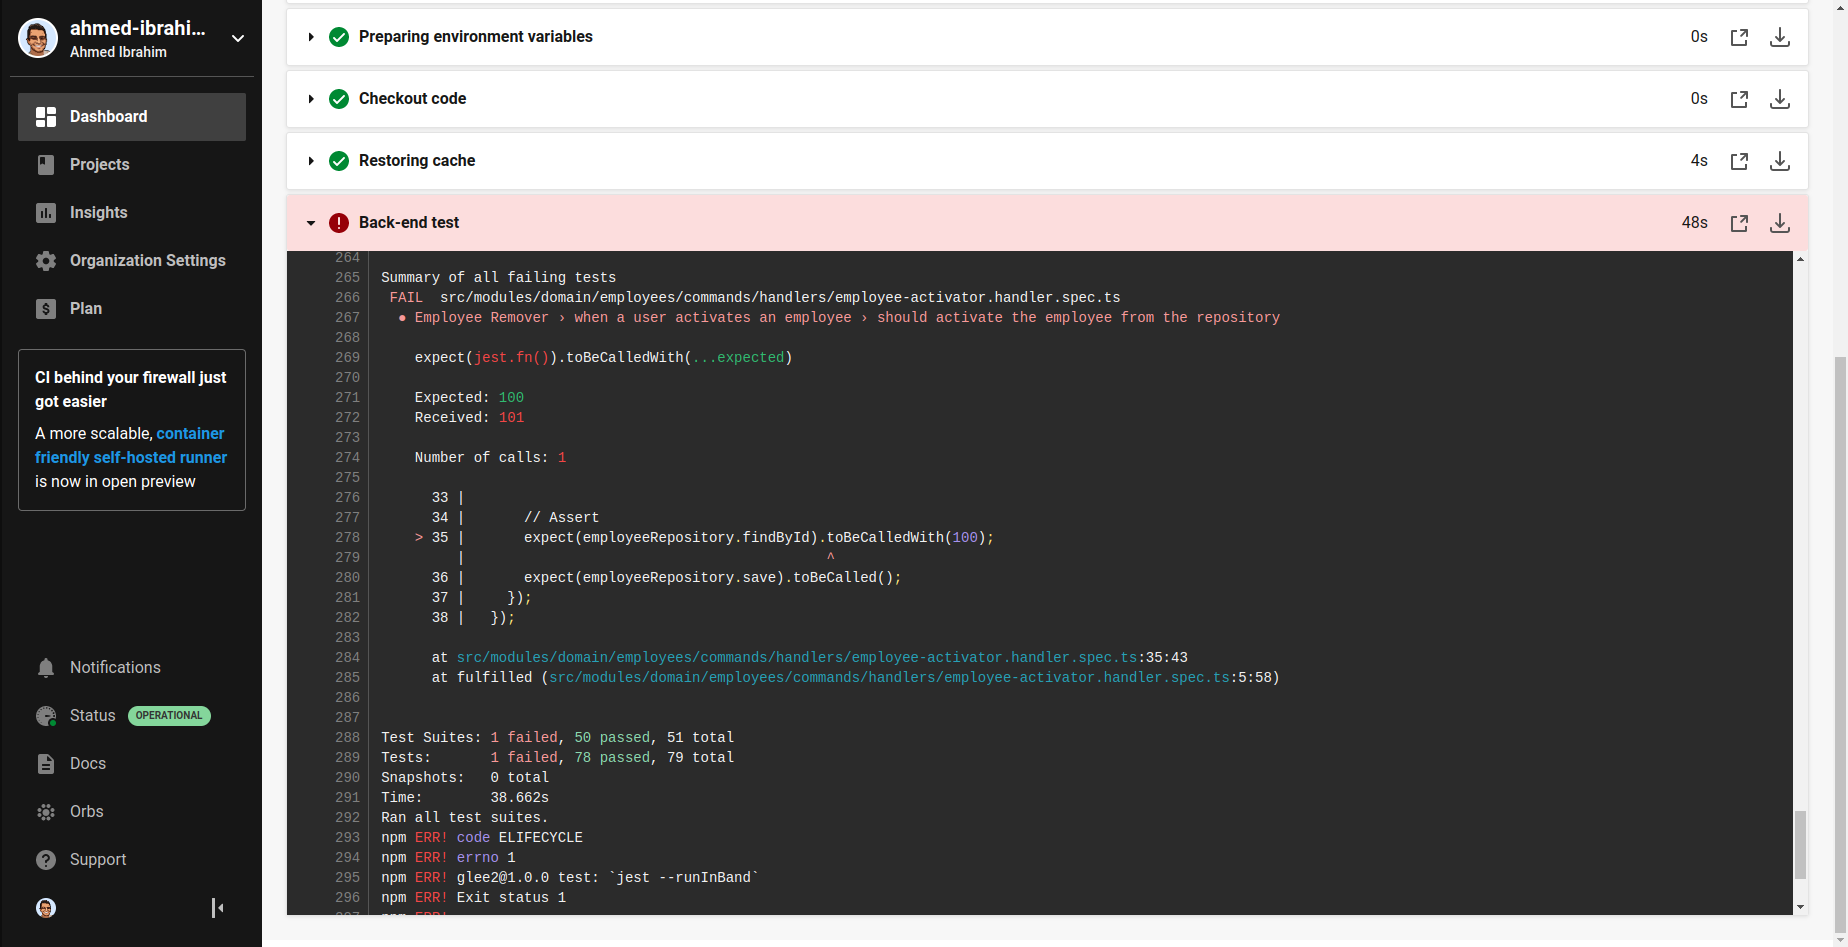 ahmed-ibrahi...
Ahmed Ibrahim
Dashboard
Projects
Insights
Organization Settings
Plan
CI behind your firewall just
got easier
A more scalable, container
friendly self-hosted runner
is now in open preview
Notifications
Status OPERATIONAL
Docs
Orbs
Support
Preparing environment variables 0s
Checkout code 0s
Restoring cache 4s
Back-end test 48s
264
265 Summary of all failing tests
266 FAIL src/modules/domain/employees/commands/handlers/employee-activator.handler.spec.ts
267 ● Employee Remover › when a user activates an employee › should activate the employee from the repository
268
269 expect(jest.fn()).toBeCalledWith(...expected)
270
271 Expected: 100
272 Received: 101
273
274 Number of calls: 1
275
276 33 |
277 34 | // Assert
278 > 35 | expect(employeeRepository.findById).toBeCalledWith(100);
279 | ^
280 36 | expect(employeeRepository.save).toBeCalled();
281 37 | });
282 38 | });
283
284 at src/modules/domain/employees/commands/handlers/employee-activator.handler.spec.ts:35:43
285 at fulfilled (src/modules/domain/employees/commands/handlers/employee-activator.handler.spec.ts:5:58)
286
287
288 Test Suites: 1 failed, 50 passed, 51 total
289 Tests: 1 failed, 78 passed, 79 total
290 Snapshots: 0 total
291 Time: 38.662s
292 Ran all test suites.
293 npm ERR! code ELIFECYCLE
294 npm ERR! errno 1
295 npm ERR! glee2@1.0.0 test: `jest --runInBand`
296 npm ERR! Exit status 1
297 npm ERR!